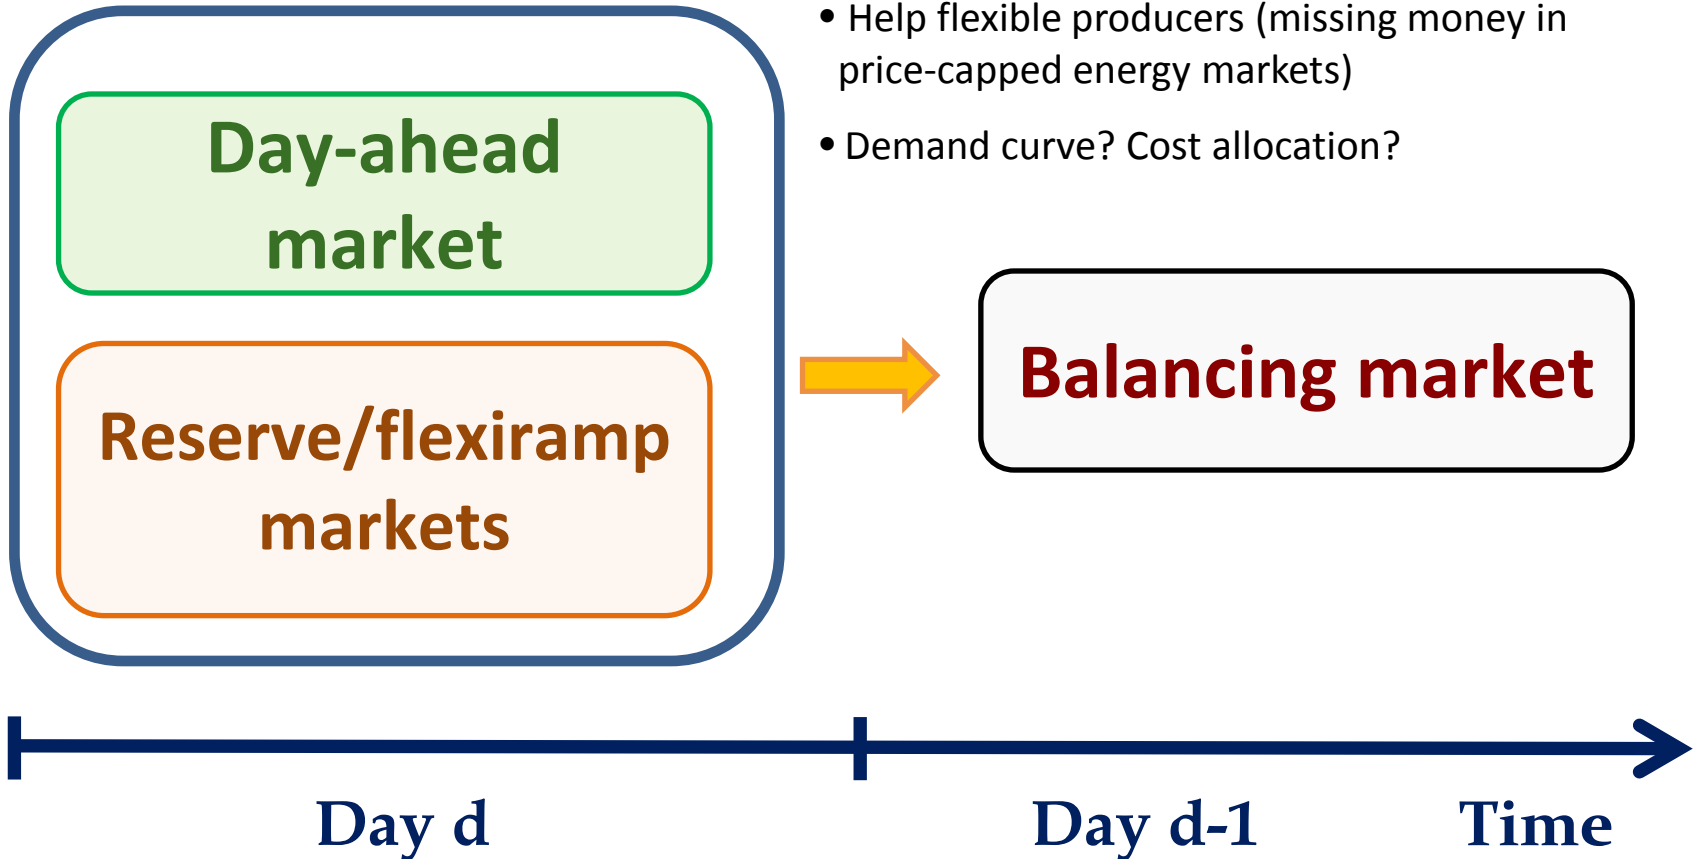 • Help flexible producers (missing money in
price-capped energy markets)
• Demand curve? Cost allocation?
Day-ahead
market
Reserve/flexiramp
markets
Balancing market
Day d
Day d-1
Time